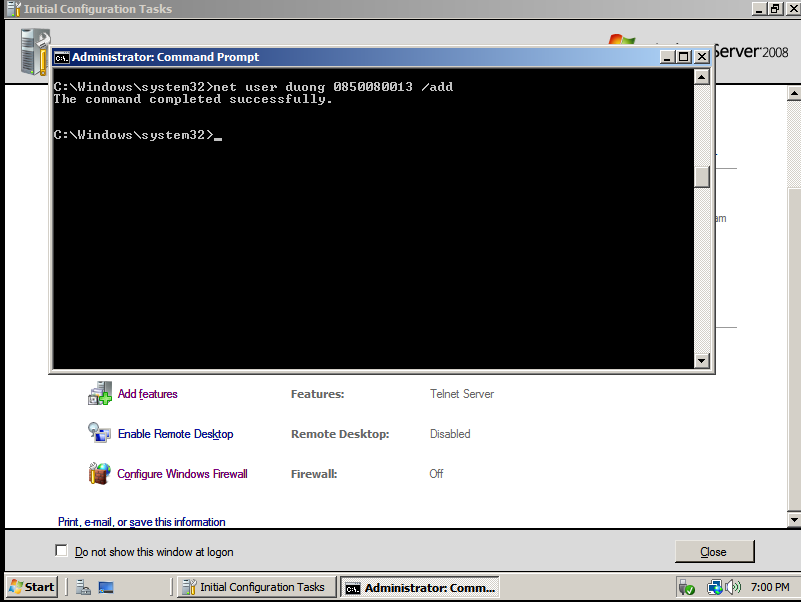 Initial Configuration Tasks
Server 2008
Administrator: Command Prompt
C:\Windows\system32>net user duong 0850080013 /add
The command completed successfully.
C:\Windows\system32>_
Add features Features: Telnet Server
Enable Remote Desktop Remote Desktop: Disabled
Configure Windows Firewall Firewall: Off
Print, e-mail, or save this information
Do not show this window at logon
Close
Start Initial Configuration Tasks Administrator: Comm... 7:00 PM